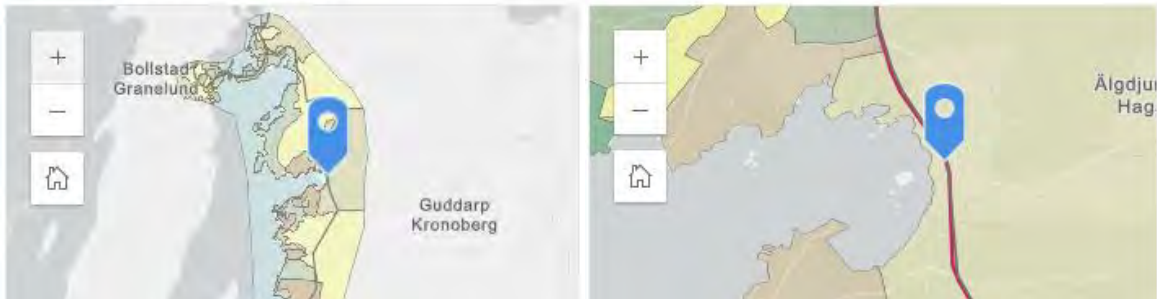 +
Bollstad
Granelund
−
Guddarp
Kronoberg
+
−
Älgdjur
Hag